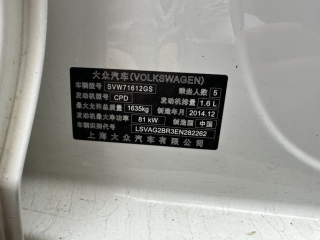 大众汽车(VOLKSWAGEN)
车辆型号 SVW71612GS 乘坐人数 5
发动机型号 CPD 发动机排量 1.6 L
最大允许总质量 1635kg 制造年月 2014.12
发动机最大净功率 81 kW 制造国 中国
车辆识别代号 LSVAG2BR3EN282262
上海大众汽车有限公司